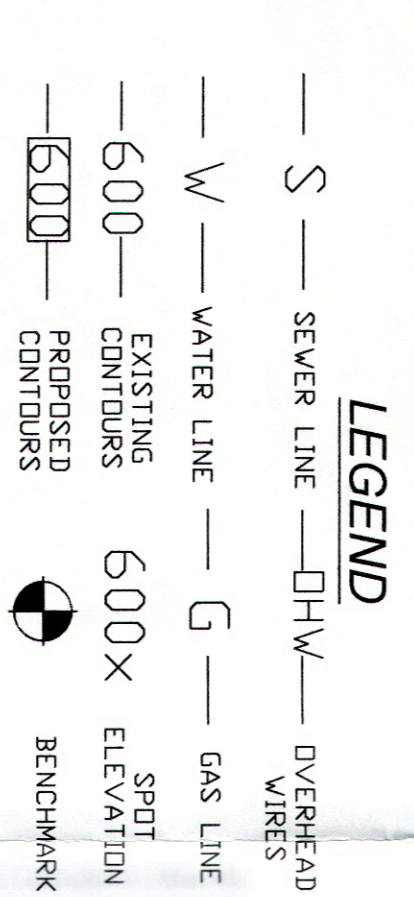 LEGEND
S SEWER LINE
OHW OVERHEAD
WIRES
W WATER LINE
G GAS LINE
600 EXISTING
CONTOURS
600x SPOT
ELEVATION
600 PROPOSED
CONTOURS
BENCHMARK